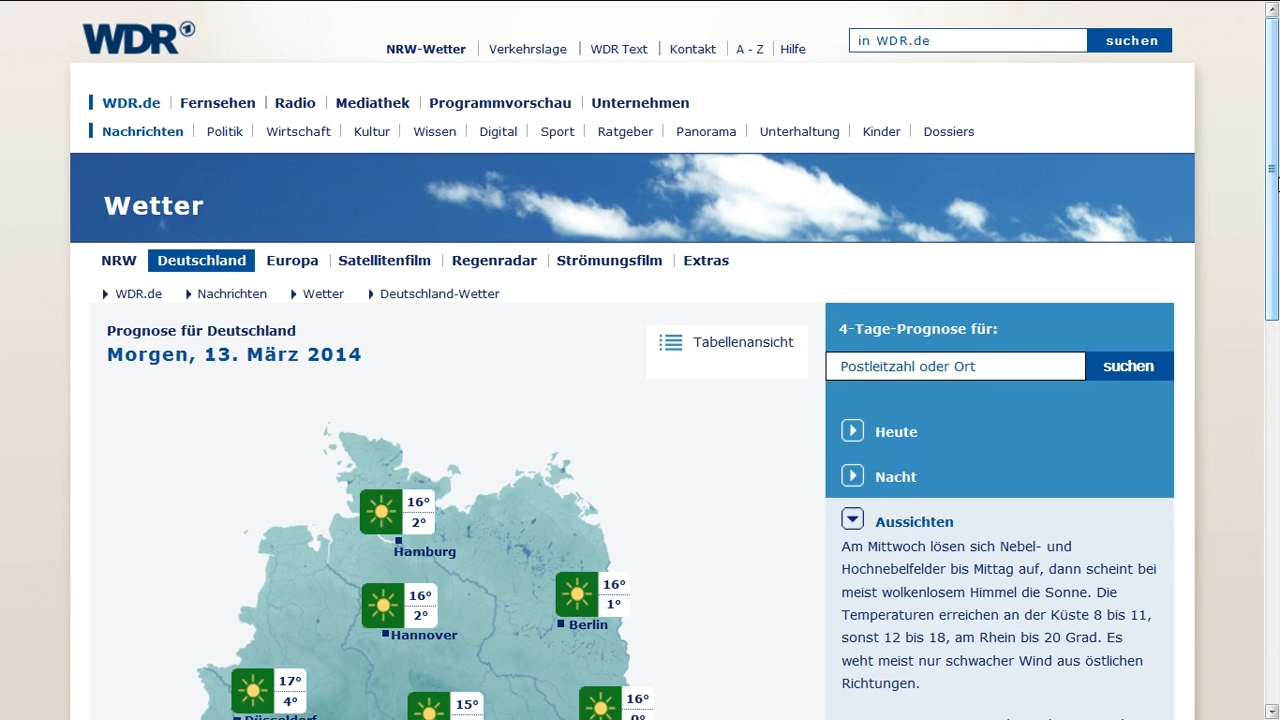 WDR
NRW-Wetter Verkehrslage WDR Text Kontakt A - Z Hilfe
in WDR.de suchen
WDR.de Fernsehen Radio Mediathek Programmvorschau Unternehmen
Nachrichten Politik Wirtschaft Kultur Wissen Digital Sport Ratgeber Panorama Unterhaltung Kinder Dossiers
Wetter
NRW Deutschland Europa Satellitenfilm Regenradar Strömungsfilm Extras
WDR.de Nachrichten Wetter Deutschland-Wetter
Prognose für Deutschland
Morgen, 13. März 2014
Tabellenansicht
16°
2°
Hamburg
16°
2°
Hannover
16°
1°
Berlin
17°
4°
Düsseldorf
15°
16°
0°
4-Tage-Prognose für:
Postleitzahl oder Ort suchen
Heute
Nacht
Aussichten
Am Mittwoch lösen sich Nebel- und
Hochnebelfelder bis Mittag auf, dann scheint bei
meist wolkenlosem Himmel die Sonne. Die
Temperaturen erreichen an der Küste 8 bis 11,
sonst 12 bis 18, am Rhein bis 20 Grad. Es
weht meist nur schwacher Wind aus östlichen
Richtungen.